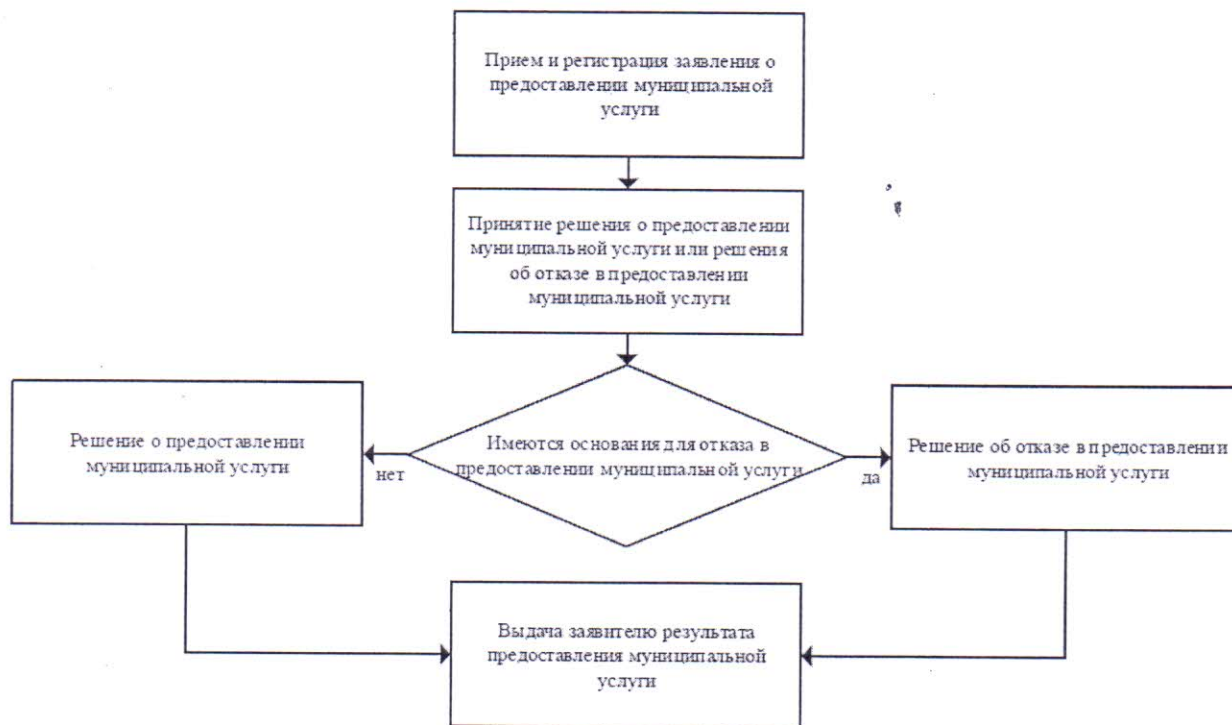 Прием и регистрация заявления о
предоставлении муниципальной
услуги
Принятие решения о предоставлении
муниципальной услуги или решения
об отказе в предоставлении
муниципальной услуги
Решение о предоставлении
муниципальной услуги
нет
Имеются основания для отказа в
предоставлении муниципальной услуги
да
Решение об отказе в предоставлении
муниципальной услуги
Выдача заявителю результата
предоставления муниципальной
услуги